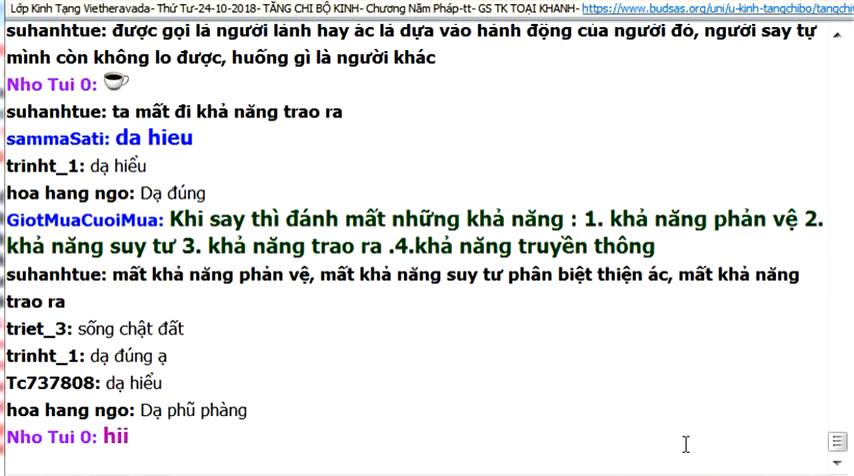 Lớp Kinh Tạng Vietheravada- Thứ Tư-24-10-2018- TĂNG CHI BỘ KINH- Chương Năm Pháp-tt- GS TK TOẠI KHANH- https://www.budsas.org/uni/u-kinh-tangchibo/tangchi
suhanhtue: được gọi là người lành hay ác là dựa vào hành động của người đó, người say tự
mình còn không lo được, huống gì là người khác
Nho Tui 0:
suhanhtue: ta mất đi khả năng trao ra
sammaSati: da hieu
trinht_1: dạ hiểu
hoa hang ngo: Dạ đúng
GiotMuaCuoiMua: Khi say thì đánh mất những khả năng : 1. khả năng phản vệ 2.
khả năng suy tư 3. khả năng trao ra .4.khả năng truyền thông
suhanhtue: mất khả năng phản vệ, mất khả năng suy tư phân biệt thiện ác, mất khả năng
trao ra
triet_3: sống chật đất
trinht_1: dạ đúng ạ
Tc737808: dạ hiểu
hoa hang ngo: Dạ phũ phàng
Nho Tui 0: hii